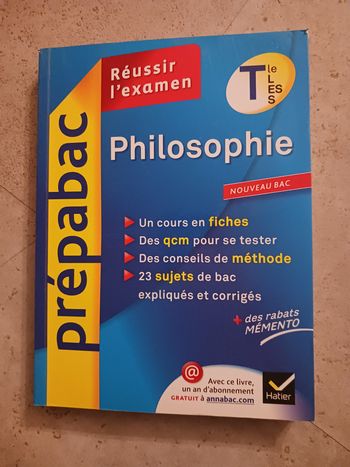 Réussir
l'examen
T le
L
ES
S
prépabac
Philosophie
NOUVEAU BAC
Un cours en fiches
Des qcm pour se tester
Des conseils de méthode
23 sujets de bac
expliqués et corrigés
+ des rabats
MÉMENTO
@
Avec ce livre,
un an d'abonnement
GRATUIT à annabac.com
Hatier